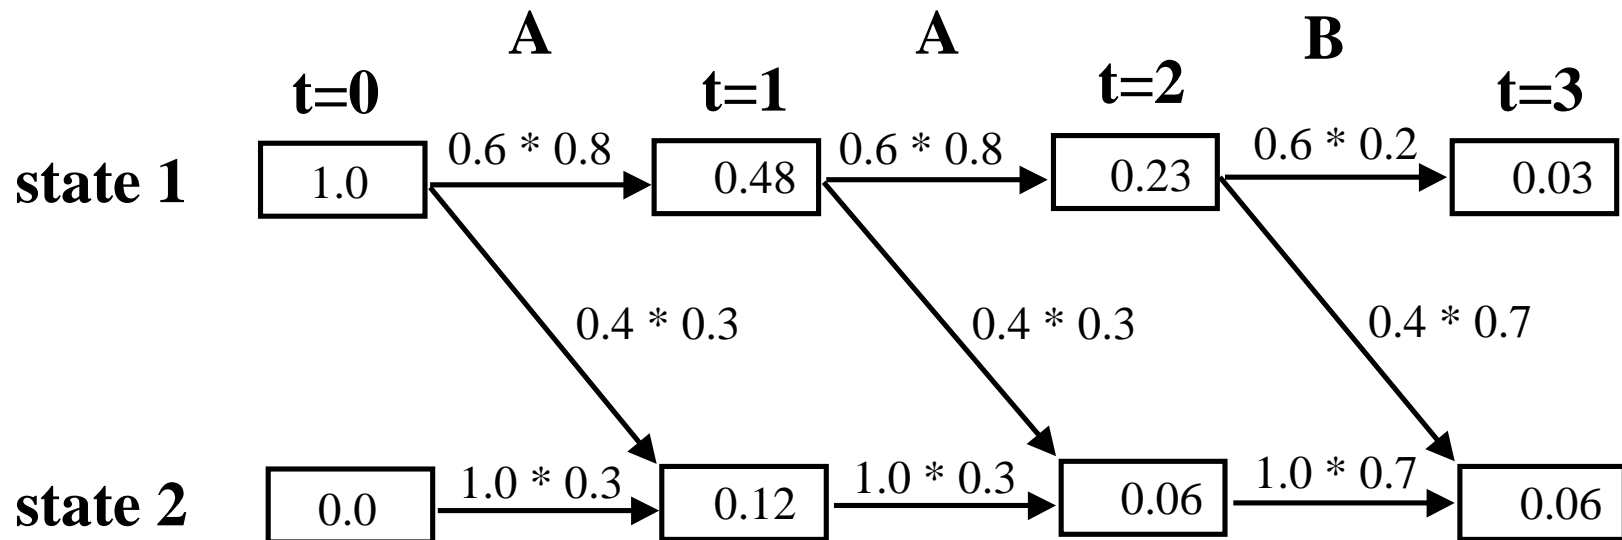 A A B
t=0 t=1 t=2 t=3
0.6 * 0.8 0.6 * 0.8 0.6 * 0.2
state 1 1.0 0.48 0.23 0.03
0.4 * 0.3 0.4 * 0.3 0.4 * 0.7
1.0 * 0.3 1.0 * 0.3 1.0 * 0.7
state 2 0.0 0.12 0.06 0.06